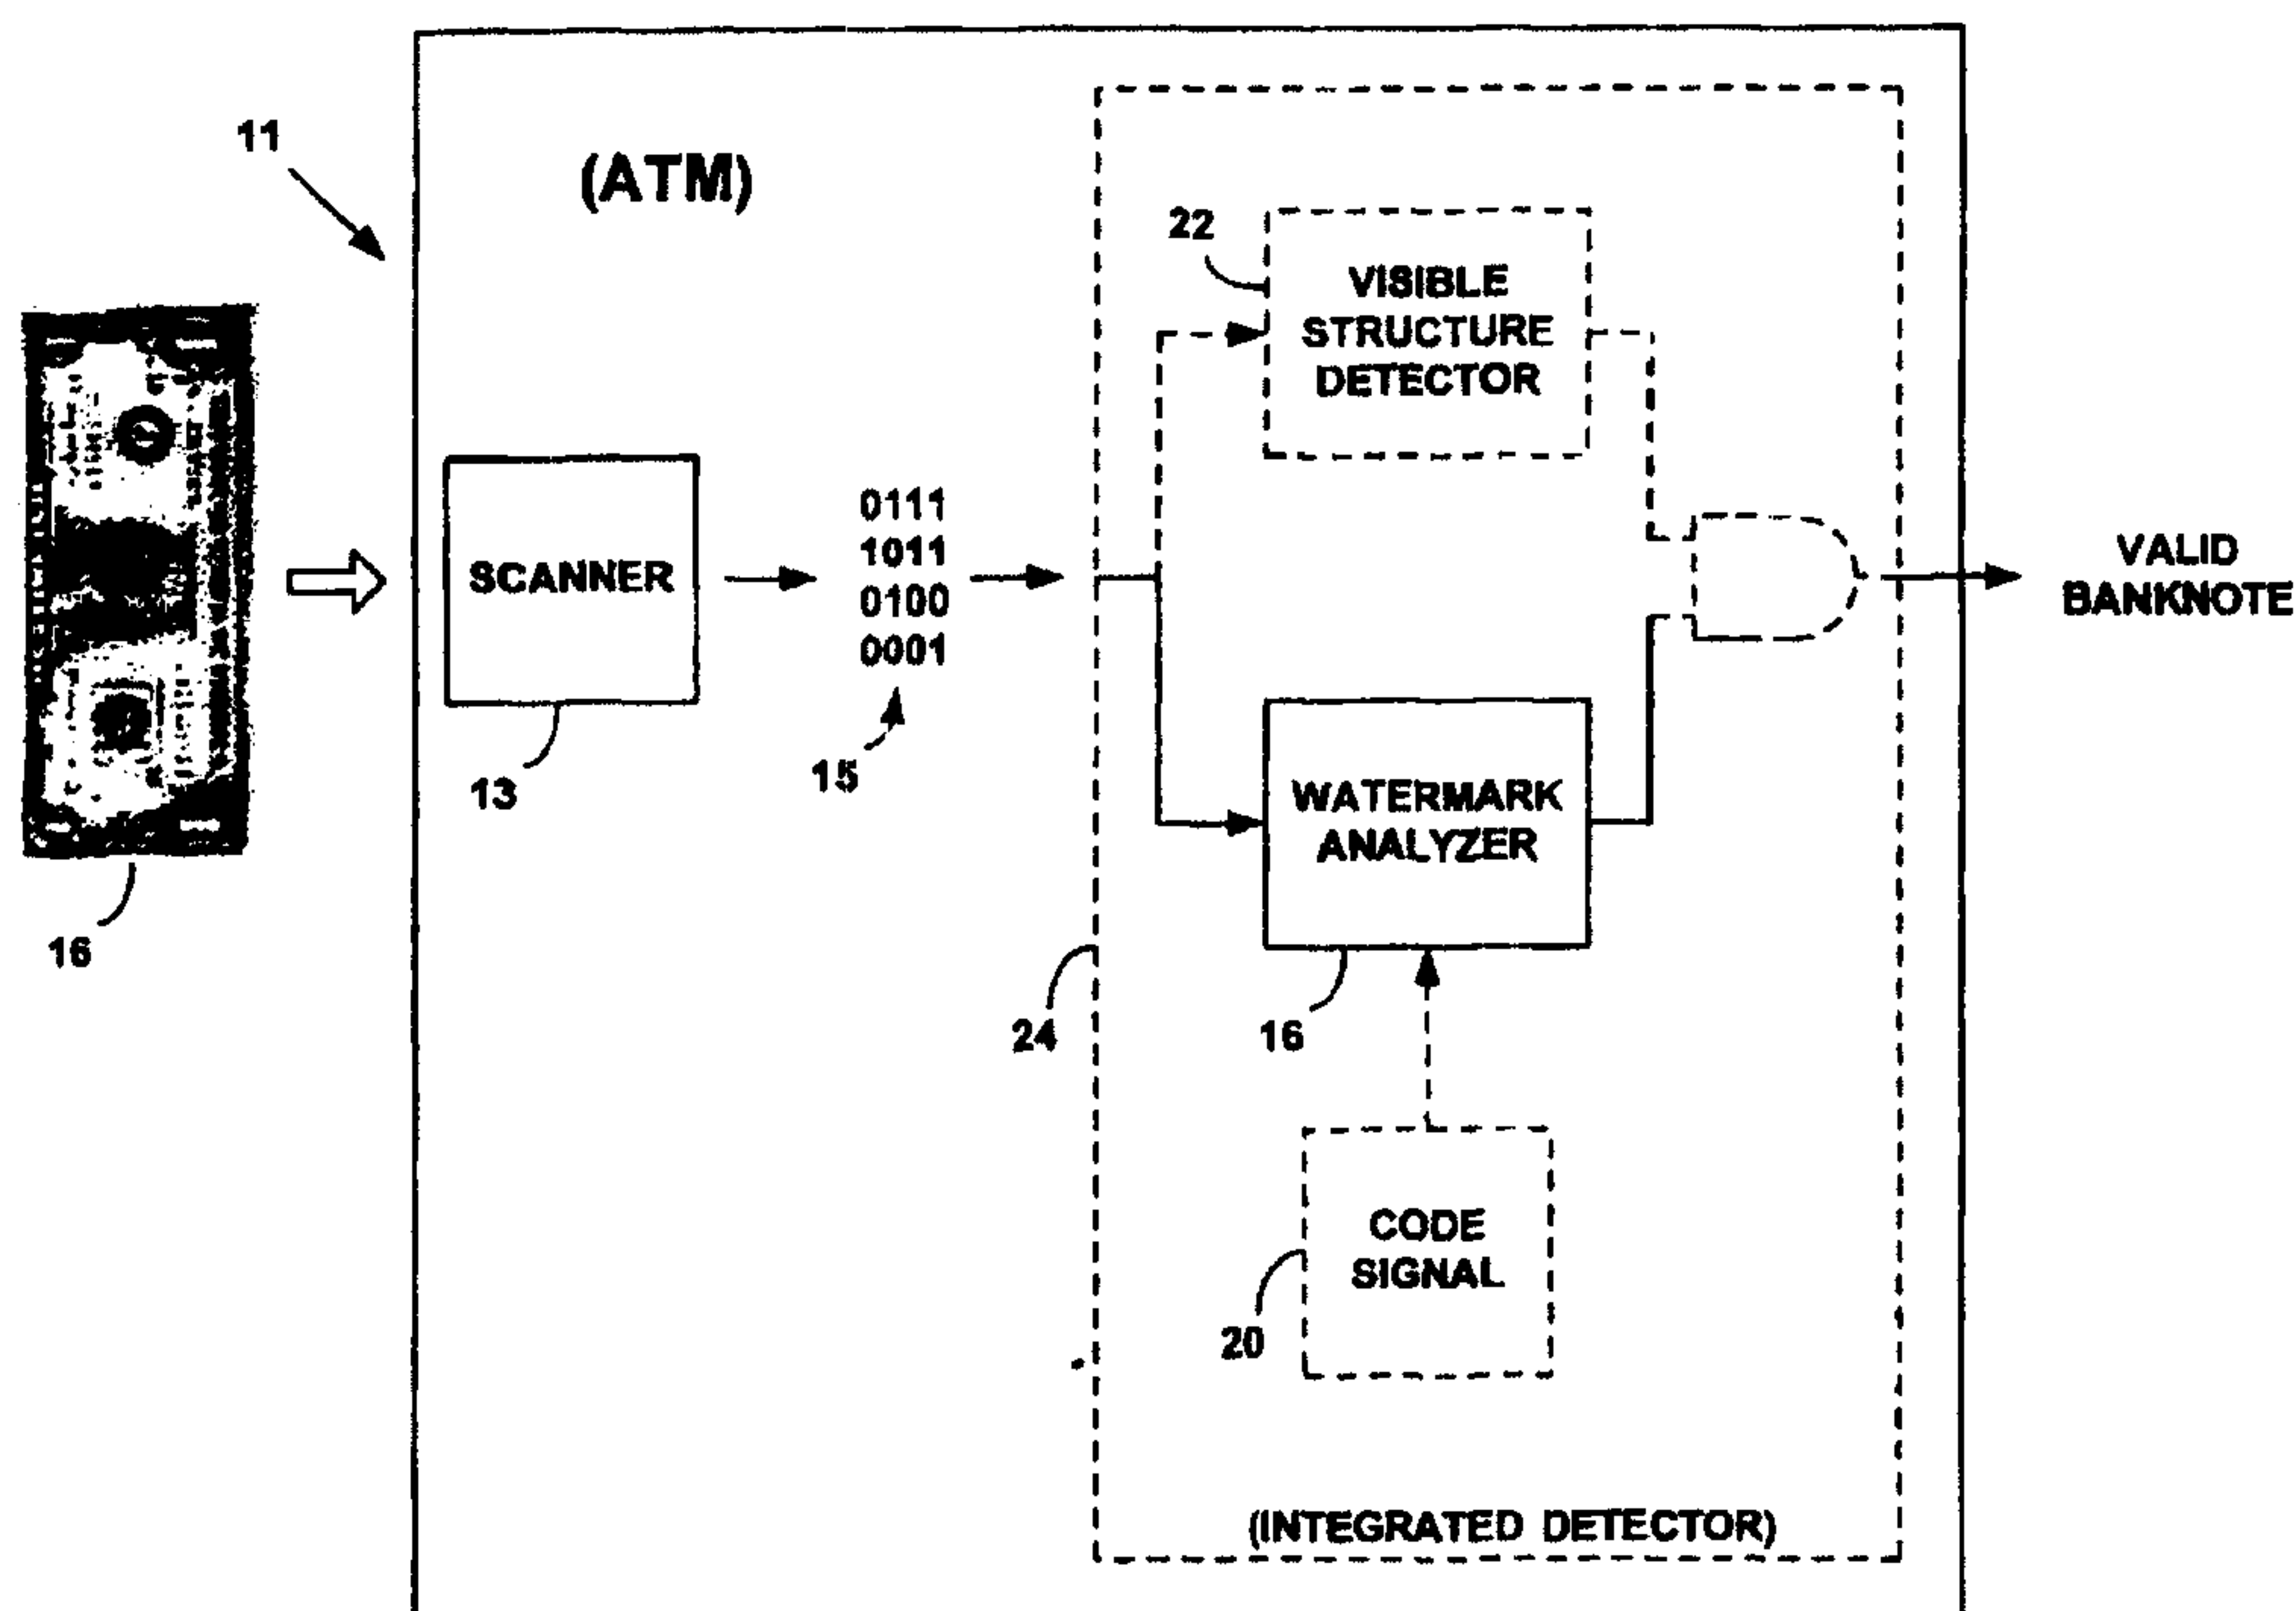 11
(ATM)
22
VISIBLE
STRUCTURE
DETECTOR
SCANNER
0111
1011
0100
0001
VALID
BANKNOTE
13
15
WATERMARK
ANALYZER
16
24
16
CODE
SIGNAL
20
(INTEGRATED DETECTOR)